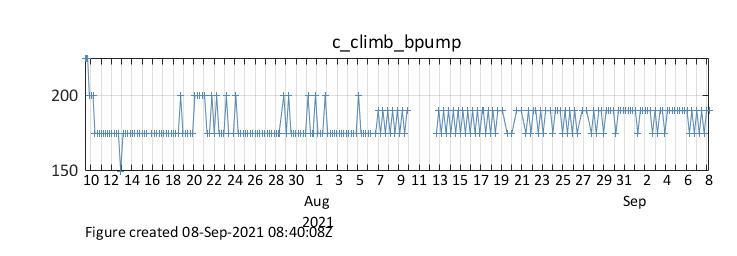 c_climb_bpump
200
150
10 12 14 16 18 20 22 24 26 28 30 1 3 5 7 9 11 13 15 17 19 21 23 25 27 29 31 2 4 6 8
Aug Sep
2021
Figure created 08-Sep-2021 08:40:08Z